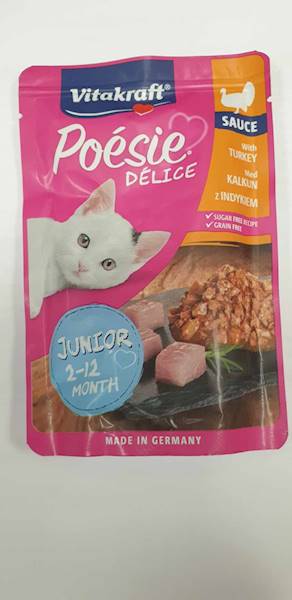 Vitakraft
Poésie
DÉLICE
SAUCE
with
TURKEY
Med
KALKUN
z INDYKIEM
✓ SUGAR FREE RECIPE
✓ GRAIN FREE
JUNIOR
2-12
MONTH
MADE IN GERMANY